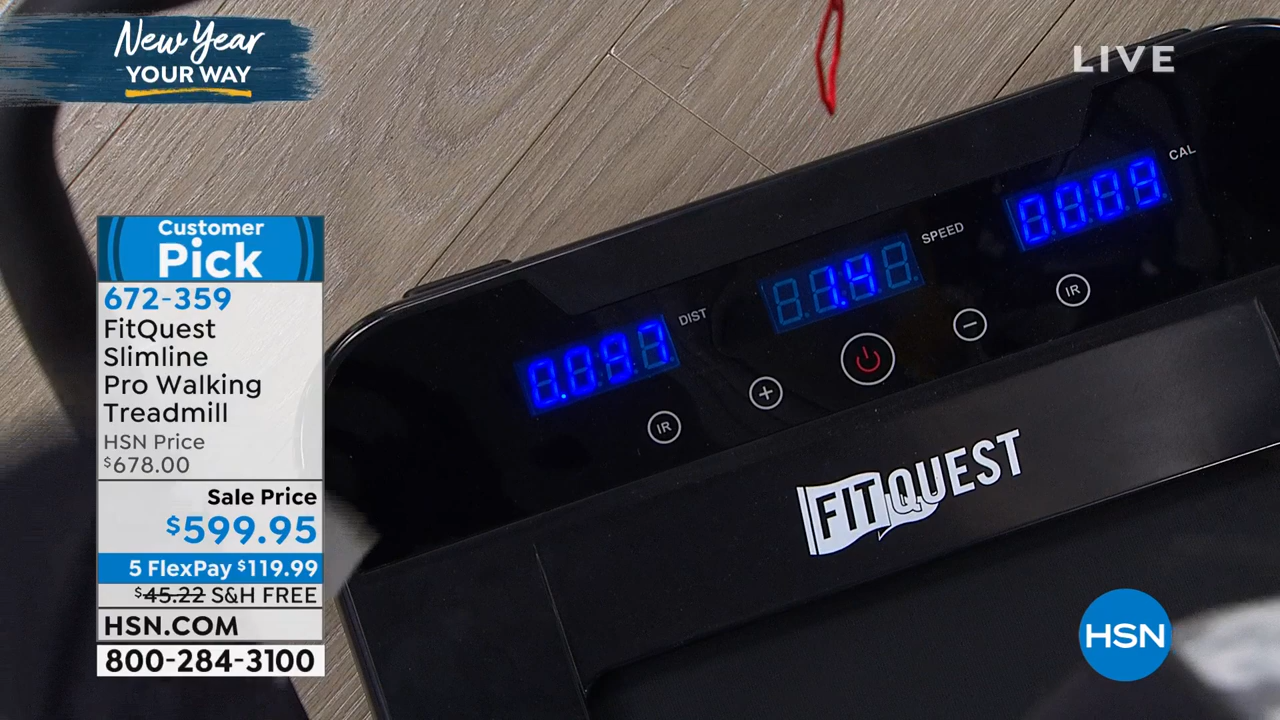 New Year
YOUR WAY
LIVE
Customer
Pick
672-359
FitQuest
Slimline
Pro Walking
Treadmill
HSN Price
$678.00
Sale Price
$599.95
5 FlexPay $119.99
$45.22 S&H FREE
HSN.COM
800-284-3100
DIST
SPEED
1.4
CAL
IR
+
−
IR
FITQUEST
HSN